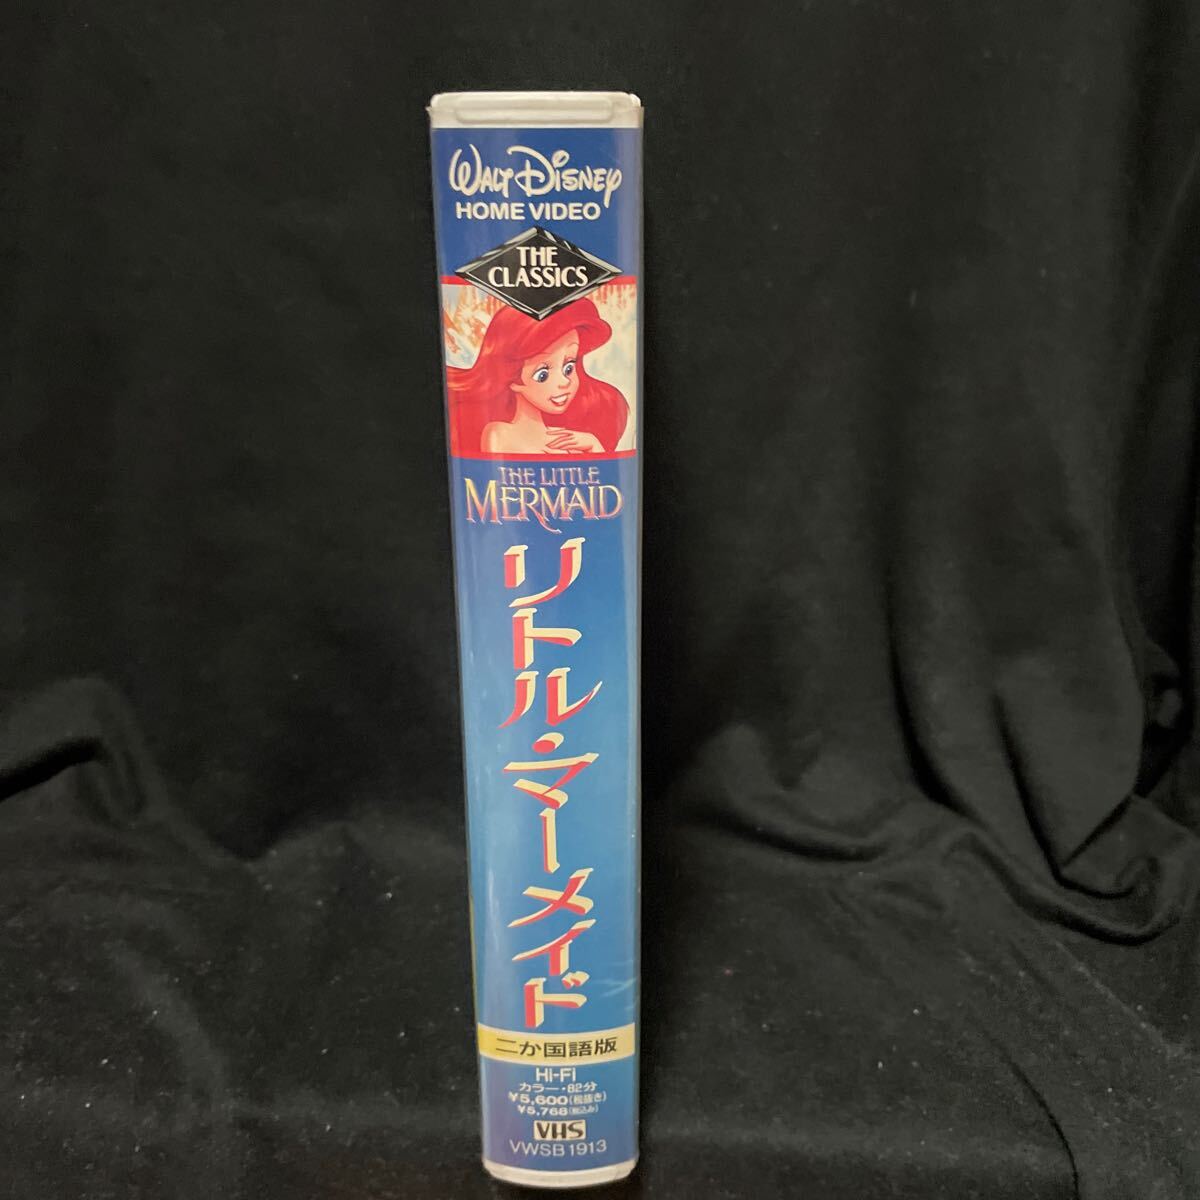 WALT DISNEY
HOME VIDEO
THE
CLASSICS
THE LITTLE
MERMAID
リトル・マーメイド
二か国語版
Hi-Fi
カラー・82分
¥5,600(税抜き)
¥5,768(税込み)
VHS
VWSB1913